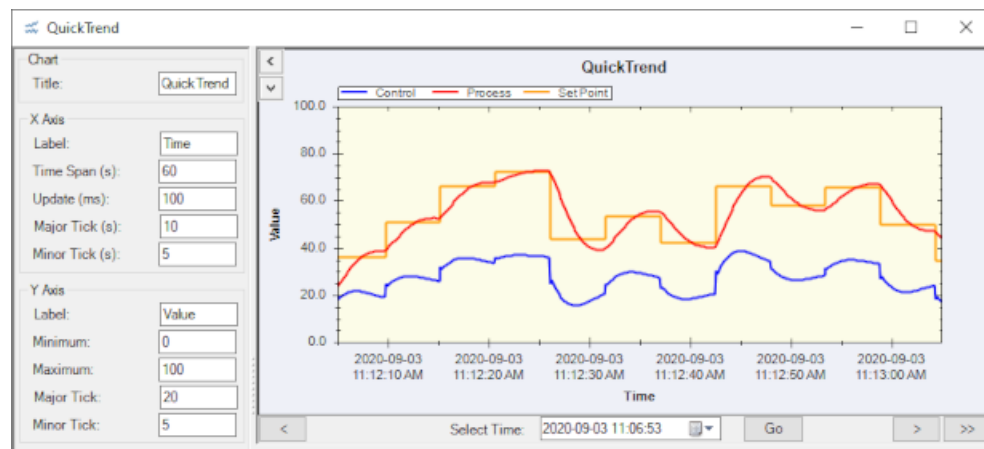 QuickTrend
Chart
Title: QuickTrend
X Axis
Label: Time
Time Span (s): 60
Update (ms): 100
Major Tick (s): 10
Minor Tick (s): 5
Y Axis
Label: Value
Minimum: 0
Maximum: 100
Major Tick: 20
Minor Tick: 5
QuickTrend
Control Process Set Point
100.0
80.0
60.0
40.0
20.0
0.0
Value
2020-09-03 2020-09-03 2020-09-03 2020-09-03 2020-09-03 2020-09-03
11:12:10 AM 11:12:20 AM 11:12:30 AM 11:12:40 AM 11:12:50 AM 11:13:00 AM
Time
< Select Time: 2020-09-03 11:06:53 Go > >>